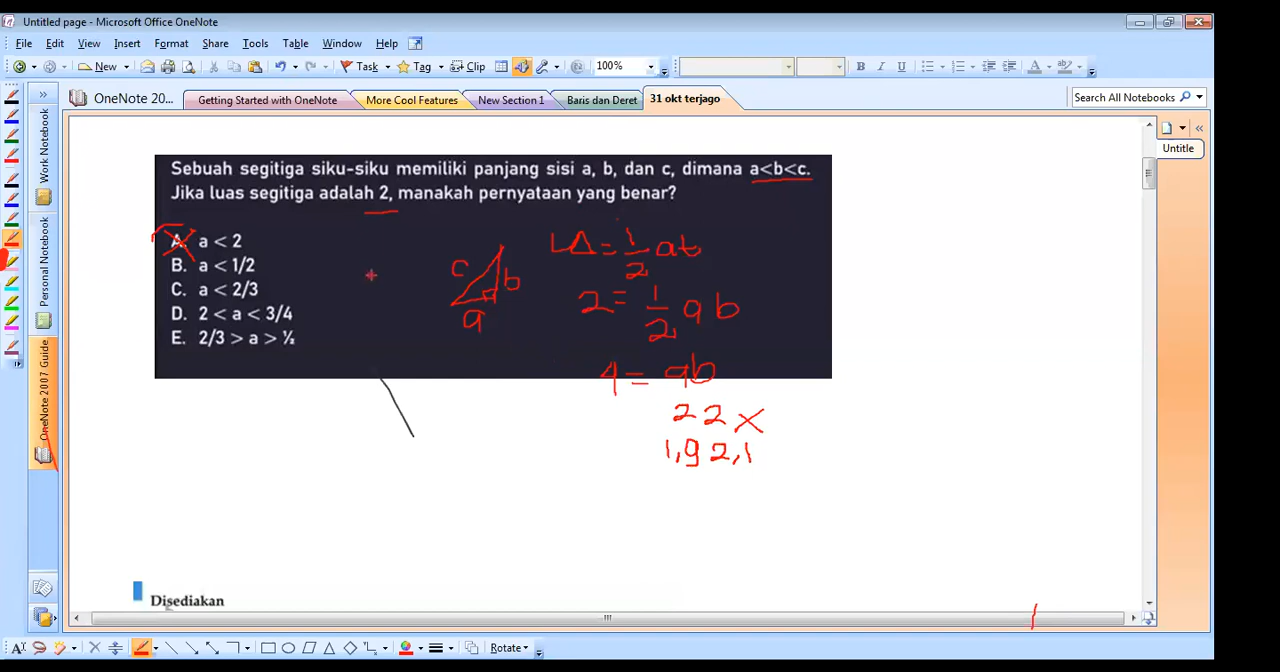 Untitled page - Microsoft Office OneNote
File Edit View Insert Format Share Tools Table Window Help
New Task Tag Clip 100% B I U A ab
OneNote 20... Getting Started with OneNote More Cool Features New Section 1 Baris dan Deret 31 okt terjago Search All Notebooks
Untitle
Work Notebook
Personal Notebook
OneNote 2007 Guide
Sebuah segitiga siku-siku memiliki panjang sisi a, b, dan c, dimana a<b<c.
Jika luas segitiga adalah 2, manakah pernyataan yang benar?
A. a < 2
B. a < 1/2
C. a < 2/3
D. 2 < a < 3/4
E. 2/3 > a > ½
c b
a
LΔ = 1/2 at
2 = 1/2 a b
4 = ab
2 2 X
1,9 2,1
Disediakan
A Rotate